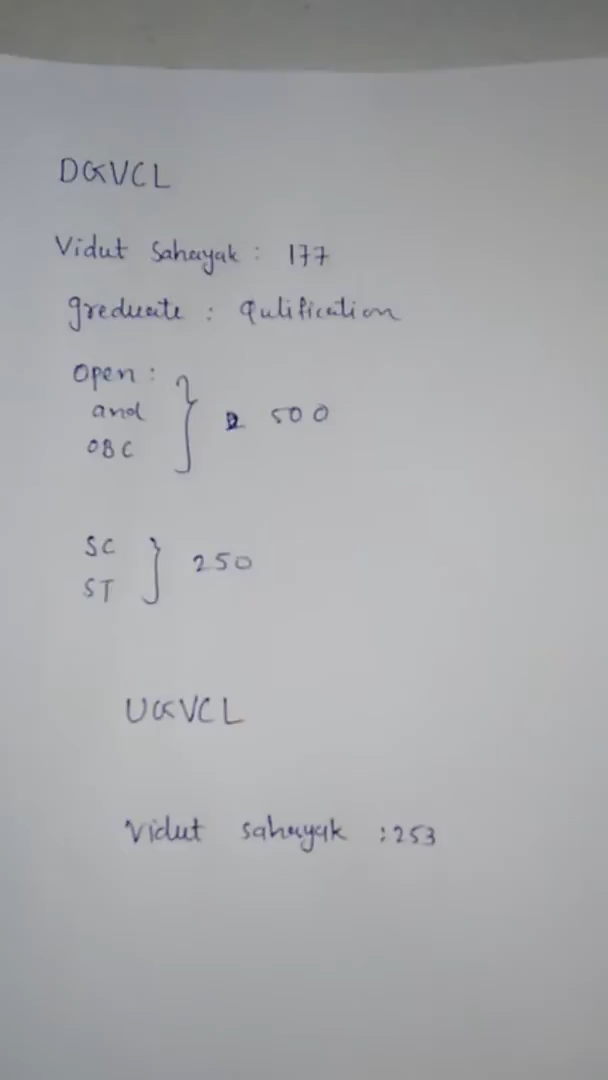 DGVCL
Vidut Sahayak : 177
greduate : Qulification
Open :
and
OBC
} 500
SC
ST
} 250
UGVCL
Vidut sahayak : 253